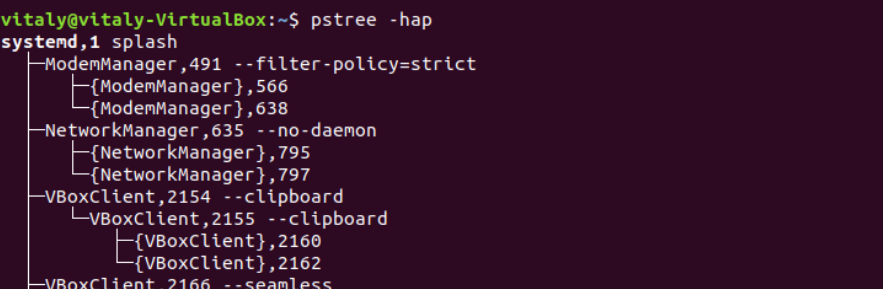 vitaly@vitaly-VirtualBox:~$ pstree -hap
systemd,1 splash
├─ModemManager,491 --filter-policy=strict
├─{ModemManager},566
└─{ModemManager},638
├─NetworkManager,635 --no-daemon
├─{NetworkManager},795
└─{NetworkManager},797
├─VBoxClient,2154 --clipboard
└─VBoxClient,2155 --clipboard
├─{VBoxClient},2160
└─{VBoxClient},2162
├─VBoxClient,2166 --seamless